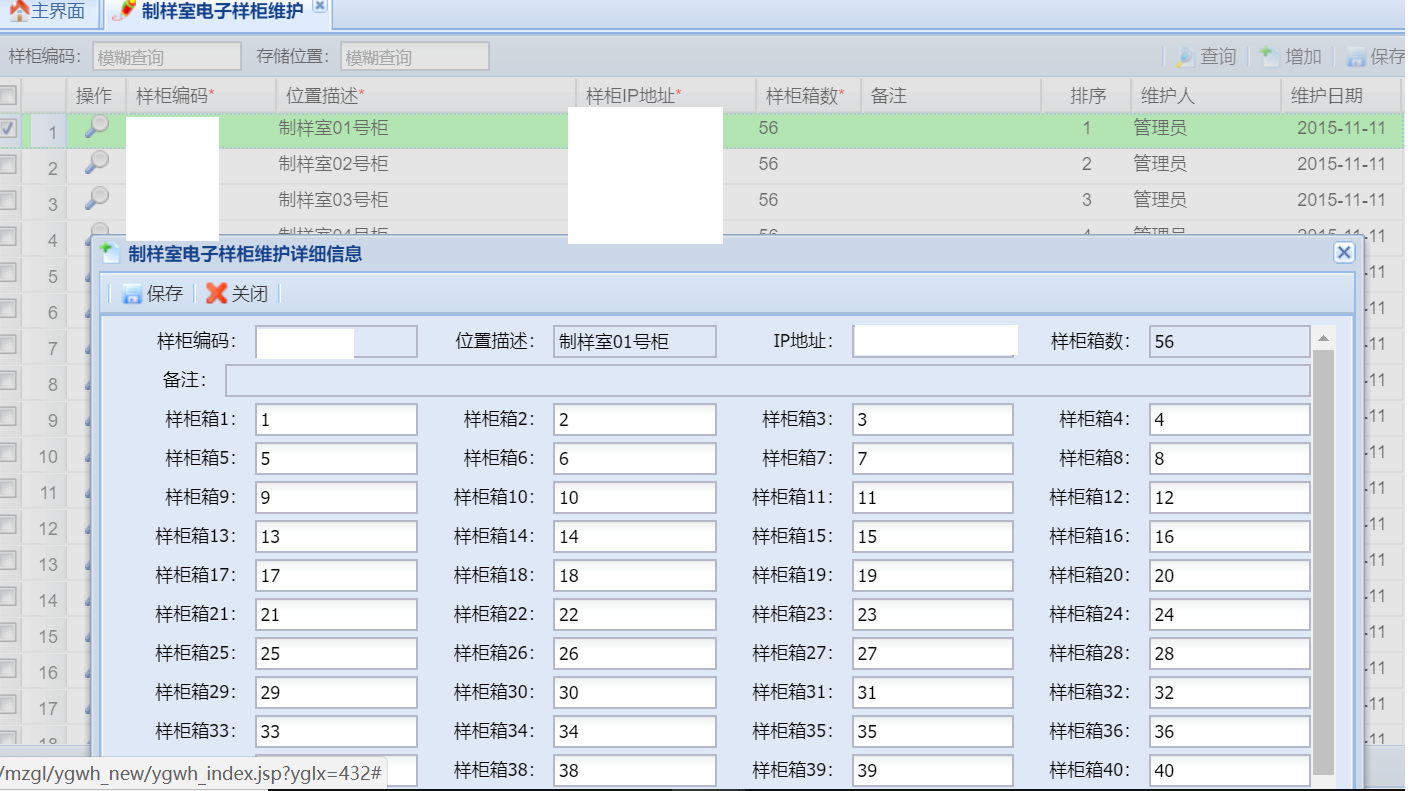 主界面 制样室电子样柜维护
样柜编码： 模糊查询 存储位置： 模糊查询 查询 增加 保存
操作 样柜编码* 位置描述* 样柜IP地址* 样柜箱数* 备注 排序 维护人 维护日期
1 制样室01号柜 56 1 管理员 2015-11-11
2 制样室02号柜 56 2 管理员 2015-11-11
3 制样室03号柜 56 3 管理员 2015-11-11
4 制样室04号柜 56 4 管理员 -11
制样室电子样柜维护详细信息
5 -11
保存 关闭
6 -11
样柜编码： 位置描述： 制样室01号柜 IP地址： 样柜箱数： 56
7 -11
备注：
8 -11
样柜箱1： 1 样柜箱2： 2 样柜箱3： 3 样柜箱4： 4
9 -11
样柜箱5： 5 样柜箱6： 6 样柜箱7： 7 样柜箱8： 8
10 -11
样柜箱9： 9 样柜箱10： 10 样柜箱11： 11 样柜箱12： 12
11 -11
样柜箱13： 13 样柜箱14： 14 样柜箱15： 15 样柜箱16： 16
12 -11
13 -11
样柜箱17： 17 样柜箱18： 18 样柜箱19： 19 样柜箱20： 20
14 -11
样柜箱21： 21 样柜箱22： 22 样柜箱23： 23 样柜箱24： 24
15 -11
样柜箱25： 25 样柜箱26： 26 样柜箱27： 27 样柜箱28： 28
16 -11
样柜箱29： 29 样柜箱30： 30 样柜箱31： 31 样柜箱32： 32
17 -11
样柜箱33： 33 样柜箱34： 34 样柜箱35： 35 样柜箱36： 36
18 -11
样柜箱38： 38 样柜箱39： 39 样柜箱40： 40
/mzgl/ygwh_new/ygwh_index.jsp?yglx=432#